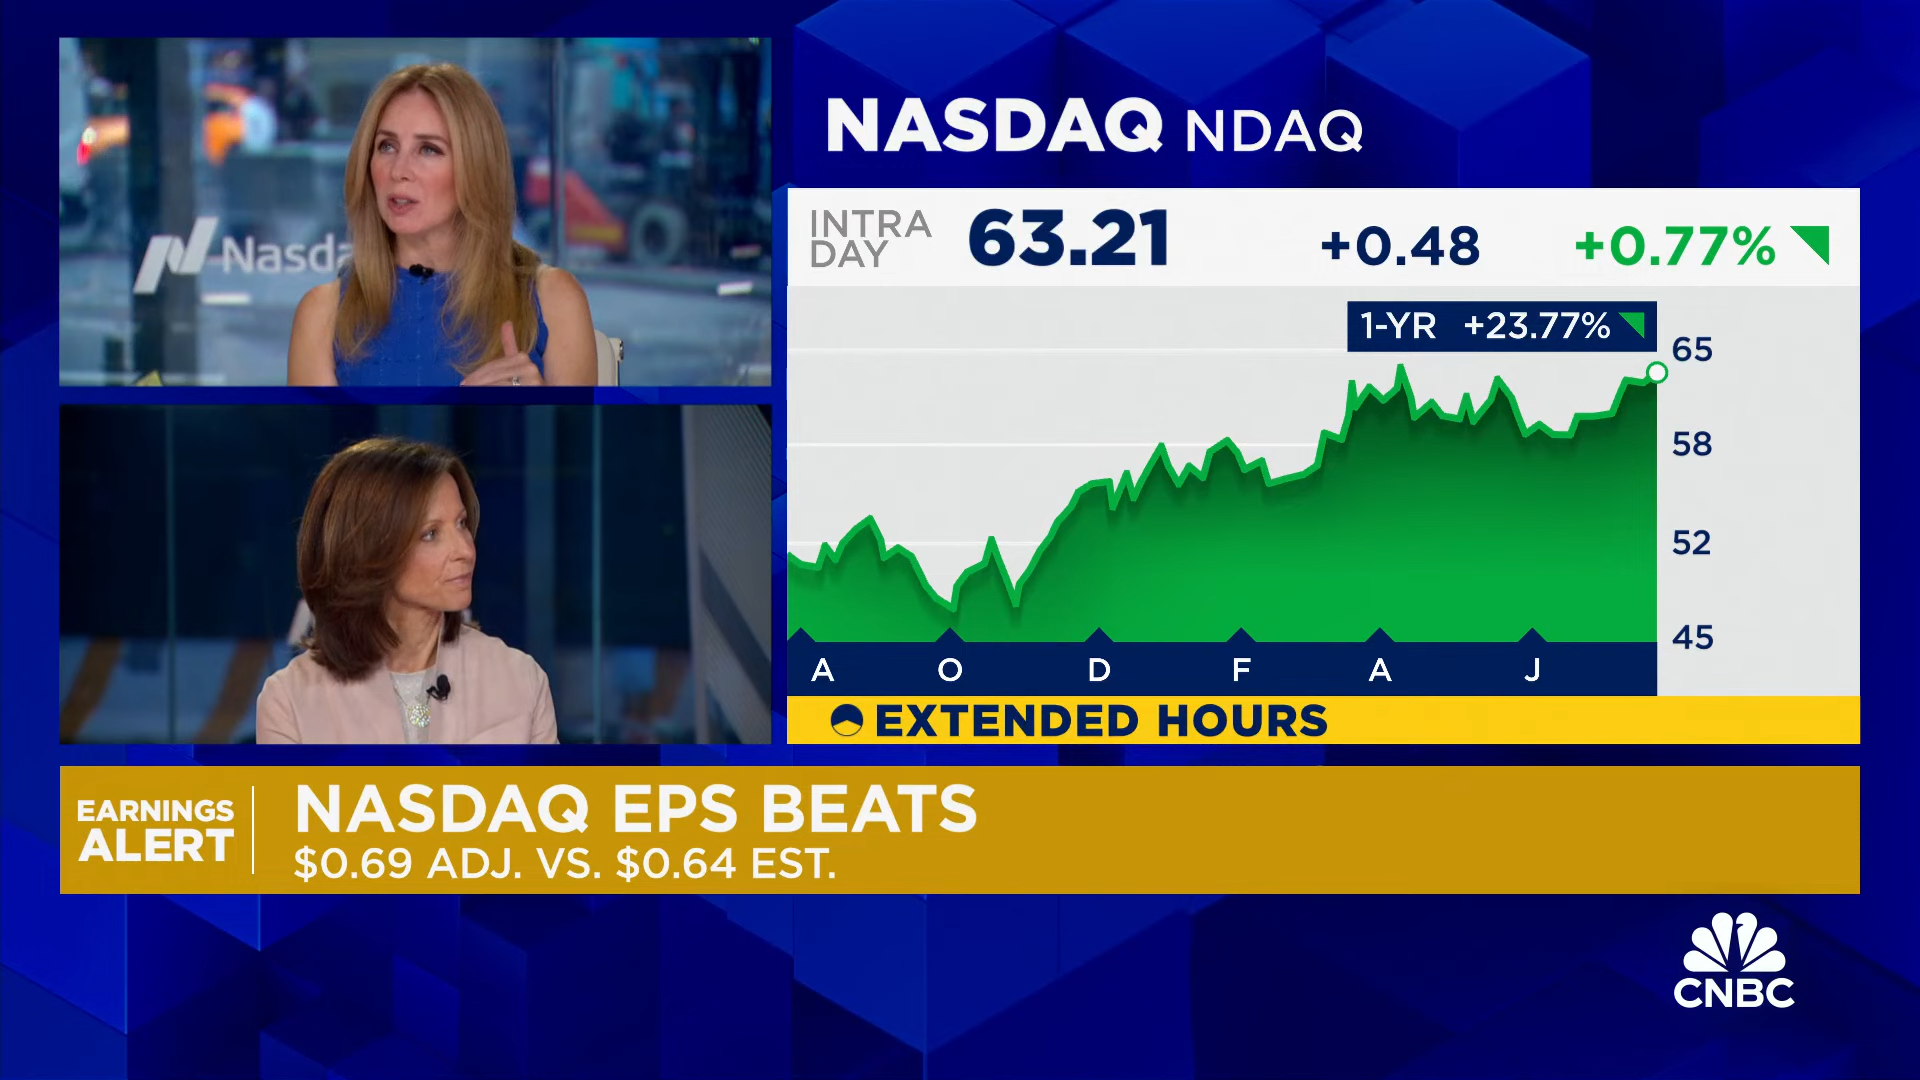 Nasda
NASDAQ NDAQ
INTRA DAY 63.21 +0.48 +0.77%
1-YR +23.77%
65
58
52
45
A O D F A J
EXTENDED HOURS
EARNINGS ALERT
NASDAQ EPS BEATS
$0.69 ADJ. VS. $0.64 EST.
CNBC